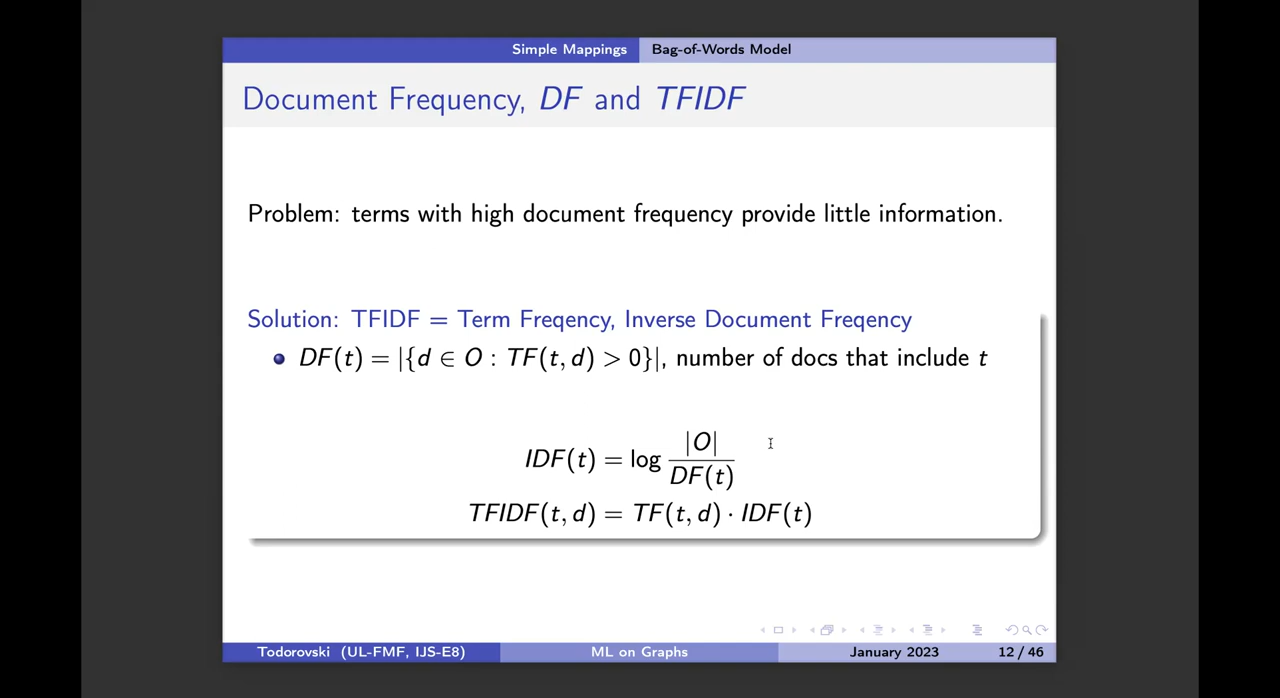 Simple Mappings Bag-of-Words Model
Document Frequency, DF and TFIDF
Problem: terms with high document frequency provide little information.
Solution: TFIDF = Term Freqency, Inverse Document Freqency
DF(t) = |{d ∈ O : TF(t, d) > 0}|, number of docs that include t
IDF(t) = log |O| / DF(t)
TFIDF(t, d) = TF(t, d) · IDF(t)
Todorovski (UL-FMF, IJS-E8) ML on Graphs January 2023 12 / 46